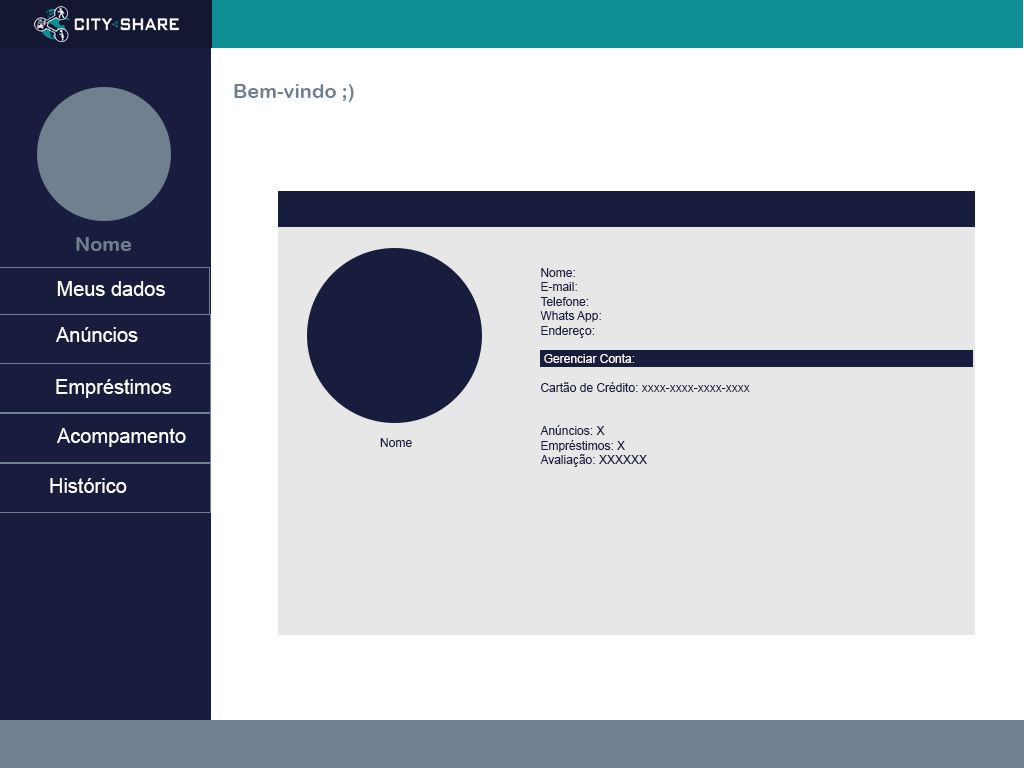 CITY SHARE
Bem-vindo ;)
Nome
Meus dados
Anúncios
Empréstimos
Acompamento
Histórico
Nome
Nome:
E-mail:
Telefone:
Whats App:
Endereço:
Gerenciar Conta:
Cartão de Crédito: xxxx-xxxx-xxxx-xxxx
Anúncios: X
Empréstimos: X
Avaliação: XXXXXX